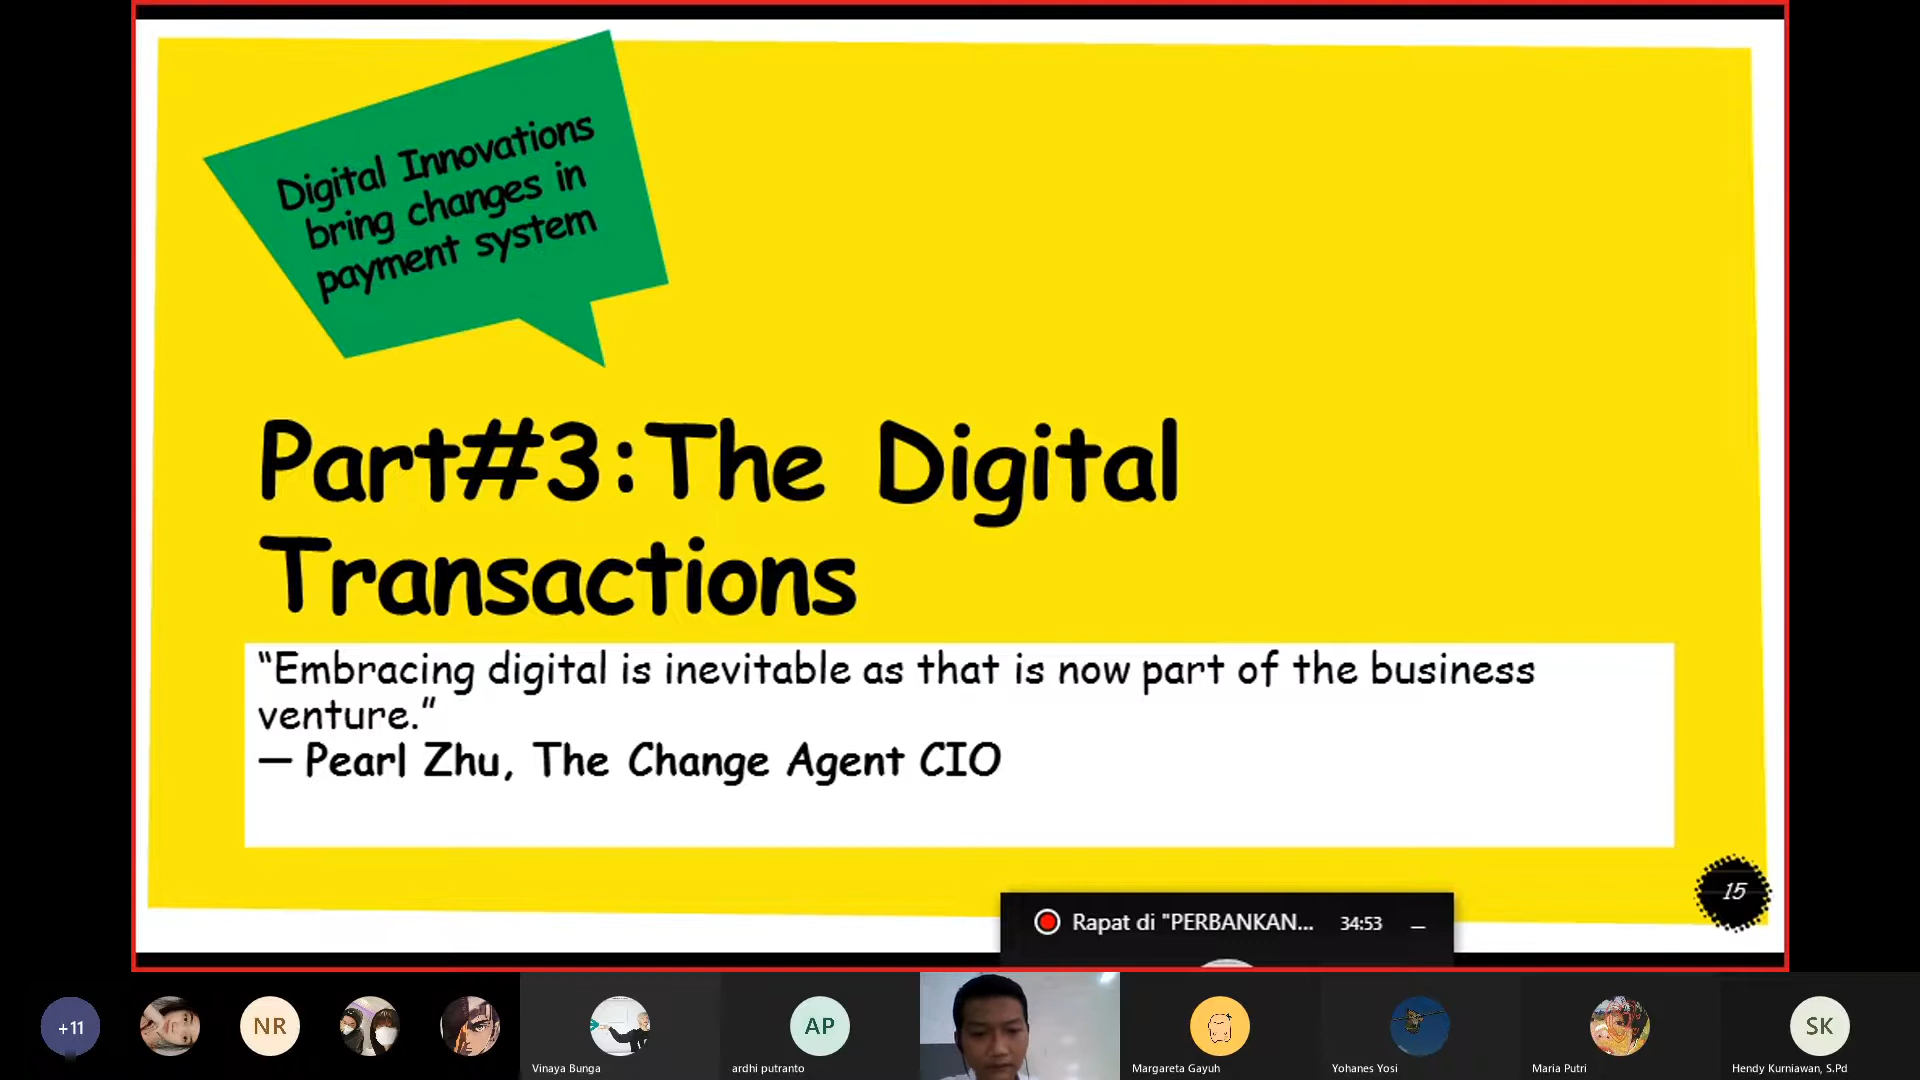 Digital Innovations
bring changes in
payment system
Part#3:The Digital
Transactions
“Embracing digital is inevitable as that is now part of the business
venture.”
— Pearl Zhu, The Change Agent CIO
15
Rapat di "PERBANKAN... 34:53
+11
NR
Vinaya Bunga
AP
ardhi putranto
Margareta Gayuh
Yohanes Yosi
Maria Putri
SK
Hendy Kurniawan, S.Pd